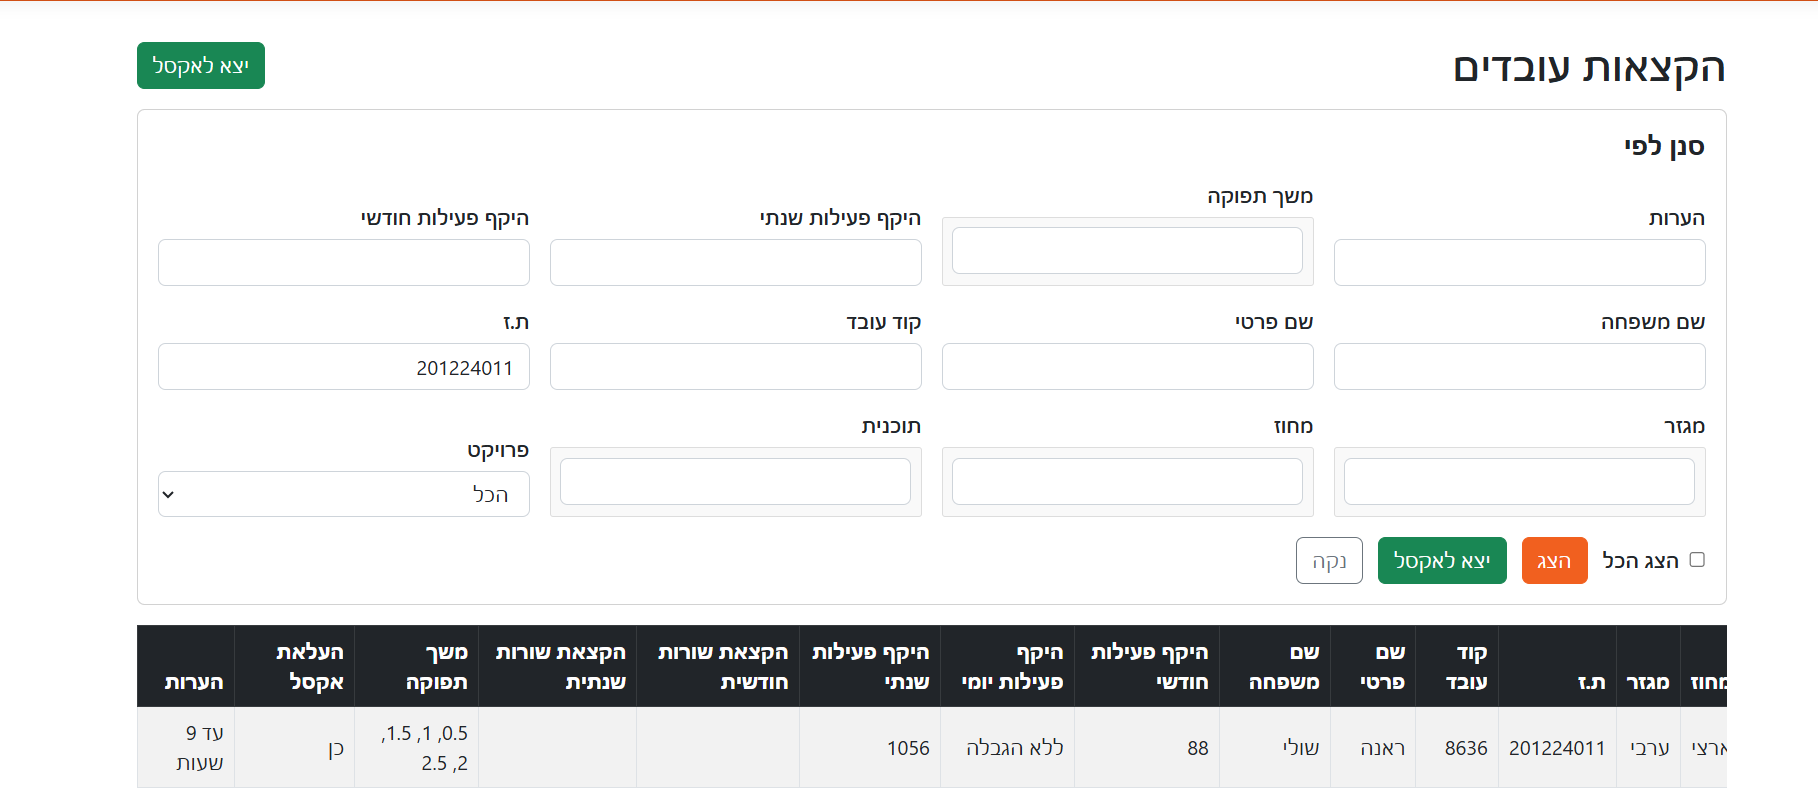 הקצאות עובדים
יצא לאקסל
סנן לפי
הערות
משך תפוקה
היקף פעילות שנתי
היקף פעילות חודשי
שם משפחה
שם פרטי
קוד עובד
ת.ז
201224011
מגזר
מחוז
תוכנית
פרויקט
הכל
הצג הכל
הצג
יצא לאקסל
נקה
מחוז מגזר ת.ז קוד עובד שם פרטי שם משפחה היקף פעילות חודשי היקף פעילות יומי היקף פעילות שנתי הקצאת שורות חודשית הקצאת שורות שנתית משך תפוקה העלאת אקסל הערות
ארצי ערבי 201224011 8636 ראנה שולי 88 ללא הגבלה 1056 0.5, 1, 1.5, 2, 2.5 כן עד 9 שעות